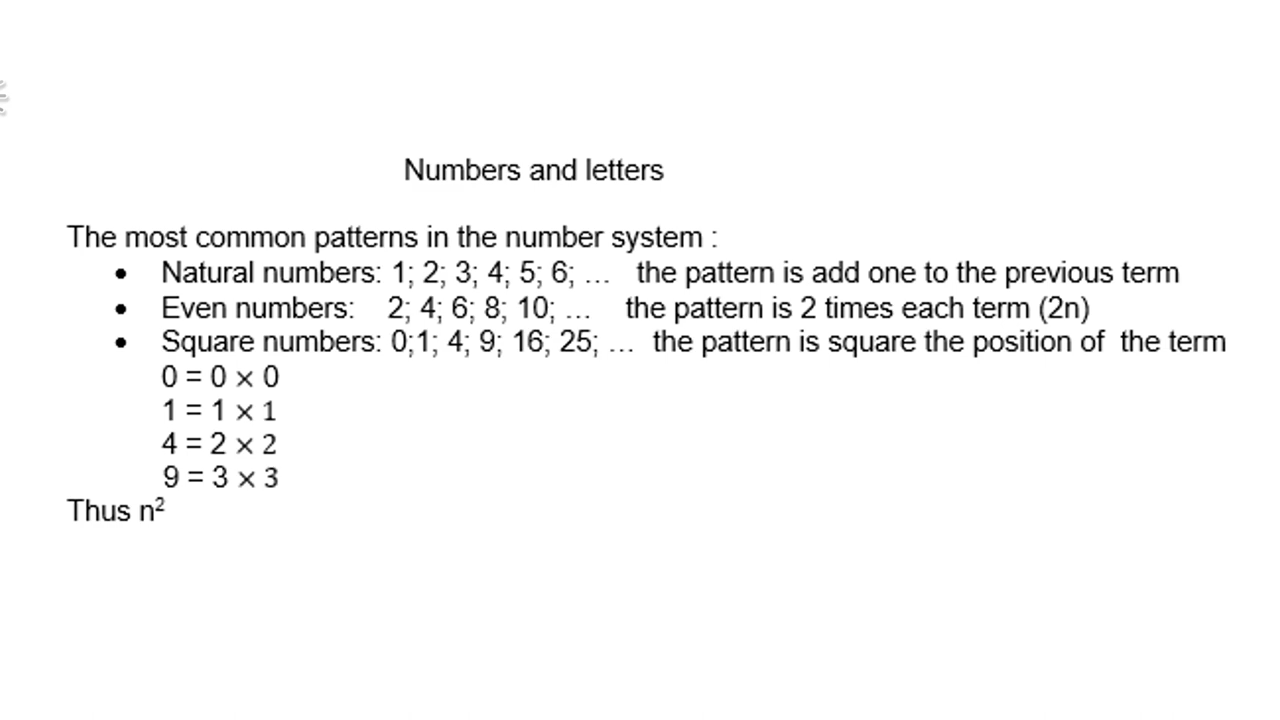 Numbers and letters
The most common patterns in the number system :
• Natural numbers: 1; 2; 3; 4; 5; 6; … the pattern is add one to the previous term
• Even numbers: 2; 4; 6; 8; 10; … the pattern is 2 times each term (2n)
• Square numbers: 0;1; 4; 9; 16; 25; … the pattern is square the position of the term
0 = 0 × 0
1 = 1 × 1
4 = 2 × 2
9 = 3 × 3
Thus n²